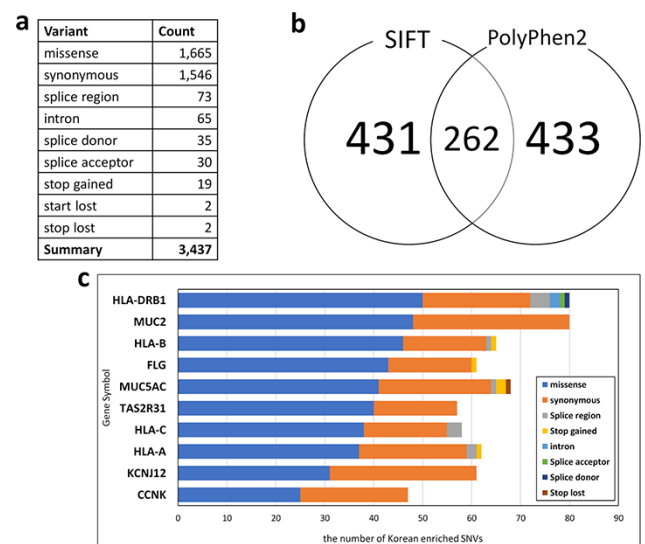 a
Variant Count
missense 1,665
synonymous 1,546
splice region 73
intron 65
splice donor 35
splice acceptor 30
stop gained 19
start lost 2
stop lost 2
Summary 3,437
b
SIFT PolyPhen2
431 262 433
c
Gene Symbol
HLA-DRB1
MUC2
HLA-B
FLG
MUC5AC
TAS2R31
HLA-C
HLA-A
KCNJ12
CCNK
missense
synonymous
Splice region
Stop gained
intron
Splice acceptor
Splice donor
Stop lost
0 10 20 30 40 50 60 70 80 90
the number of Korean enriched SNVs